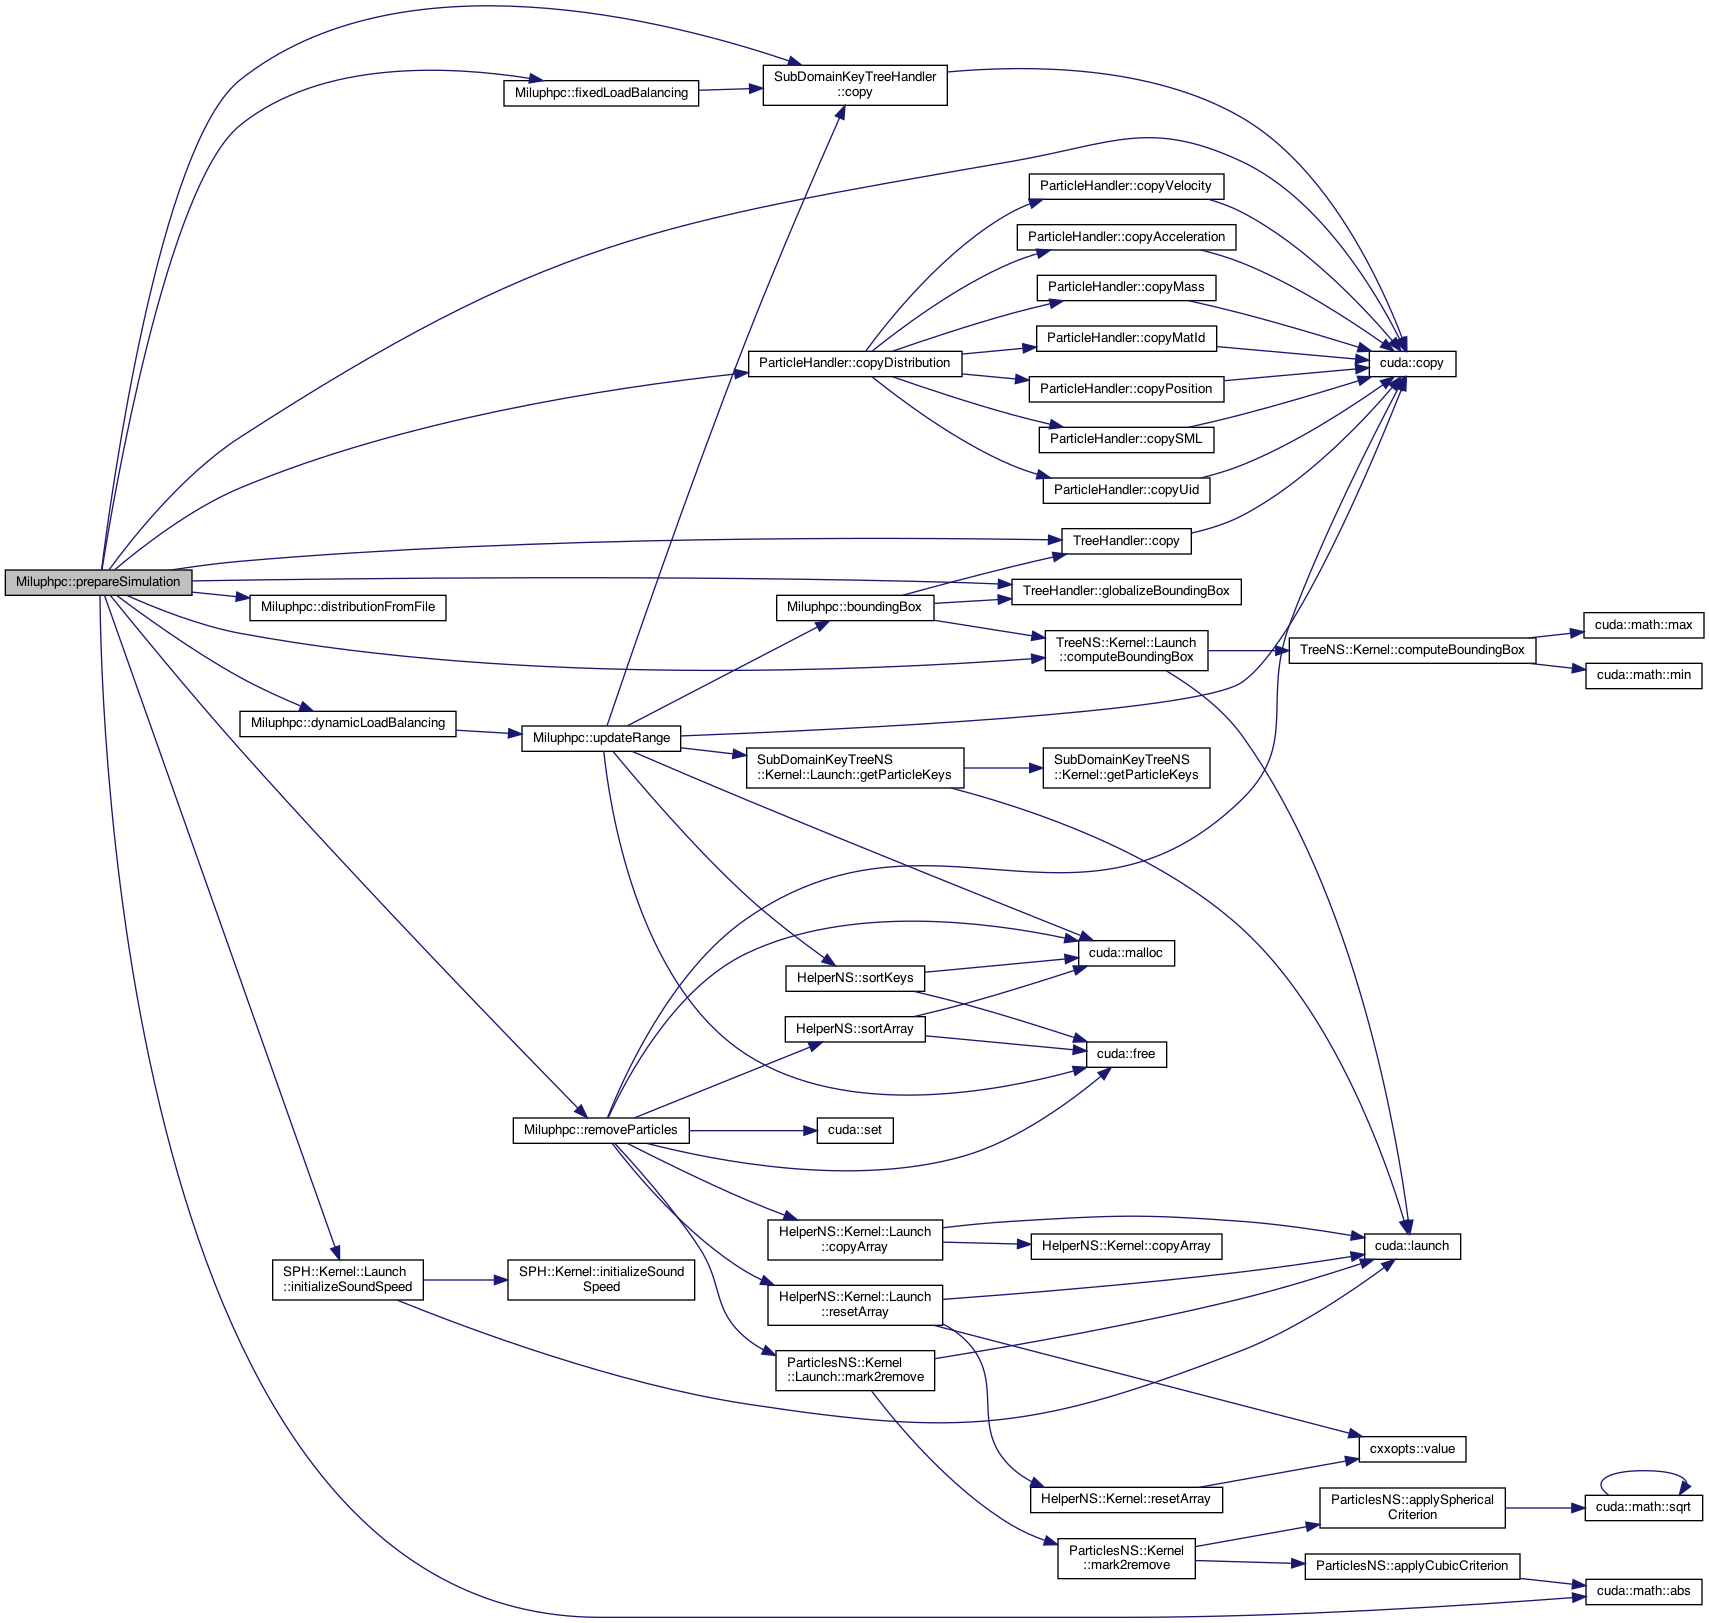 SubDomainKeyTreeHandler
::copy
Miluphpc::fixedLoadBalancing
ParticleHandler::copyVelocity
ParticleHandler::copyAcceleration
ParticleHandler::copyMass
ParticleHandler::copyMatId
ParticleHandler::copyDistribution
cuda::copy
ParticleHandler::copyPosition
ParticleHandler::copySML
ParticleHandler::copyUid
TreeHandler::copy
Miluphpc::prepareSimulation
TreeHandler::globalizeBoundingBox
Miluphpc::distributionFromFile
Miluphpc::boundingBox
cuda::math::max
TreeNS::Kernel::Launch
::computeBoundingBox
TreeNS::Kernel::computeBoundingBox
cuda::math::min
Miluphpc::dynamicLoadBalancing
Miluphpc::updateRange
SubDomainKeyTreeNS
::Kernel::Launch::getParticleKeys
SubDomainKeyTreeNS
::Kernel::getParticleKeys
cuda::malloc
HelperNS::sortKeys
HelperNS::sortArray
cuda::free
Miluphpc::removeParticles
cuda::set
HelperNS::Kernel::Launch
::copyArray
HelperNS::Kernel::copyArray
cuda::launch
SPH::Kernel::Launch
::initializeSoundSpeed
SPH::Kernel::initializeSound
Speed
HelperNS::Kernel::Launch
::resetArray
ParticlesNS::Kernel
::Launch::mark2remove
cxxopts::value
HelperNS::Kernel::resetArray
ParticlesNS::applySpherical
Criterion
cuda::math::sqrt
ParticlesNS::Kernel
::mark2remove
ParticlesNS::applyCubicCriterion
cuda::math::abs